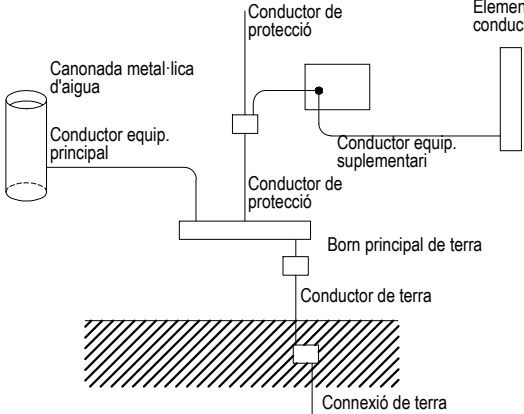 Conductor de
protecció
Elemen
conduct
Canonada metal·lica
d'aigua
Conductor equip.
principal
Conductor equip.
suplementari
Conductor de
protecció
Born principal de terra
Conductor de terra
Connexió de terra